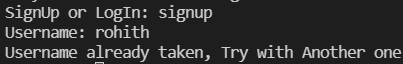 SignUp or LogIn: signup
Username: rohith
Username already taken, Try with Another one